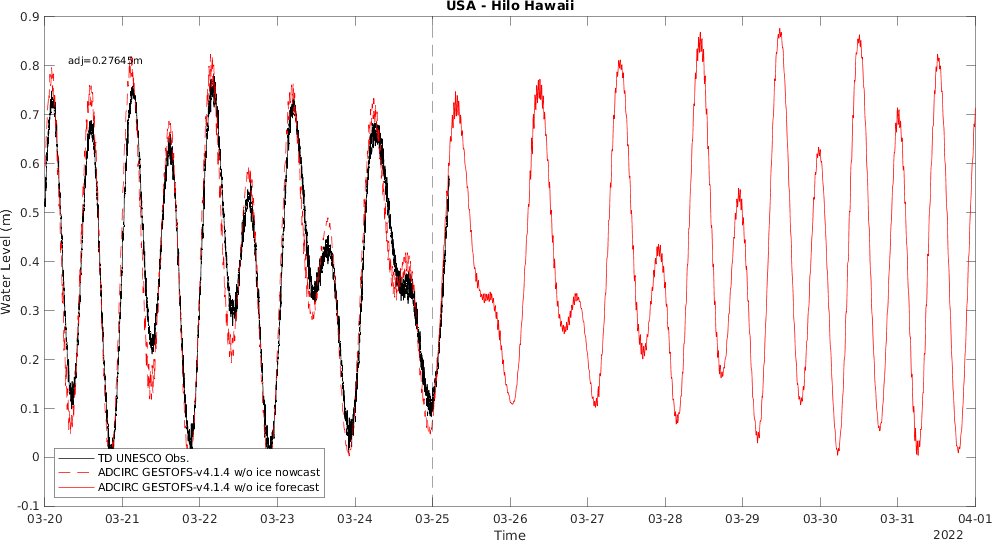 USA - Hilo Hawaii
adj=0.27645m
Water Level (m)
0.9
0.8
0.7
0.6
0.5
0.4
0.3
0.2
0.1
0
-0.1
TD UNESCO Obs.
ADCIRC GESTOFS-v4.1.4 w/o ice nowcast
ADCIRC GESTOFS-v4.1.4 w/o ice forecast
03-20 03-21 03-22 03-23 03-24 03-25 03-26 03-27 03-28 03-29 03-30 03-31 04-01
Time
2022